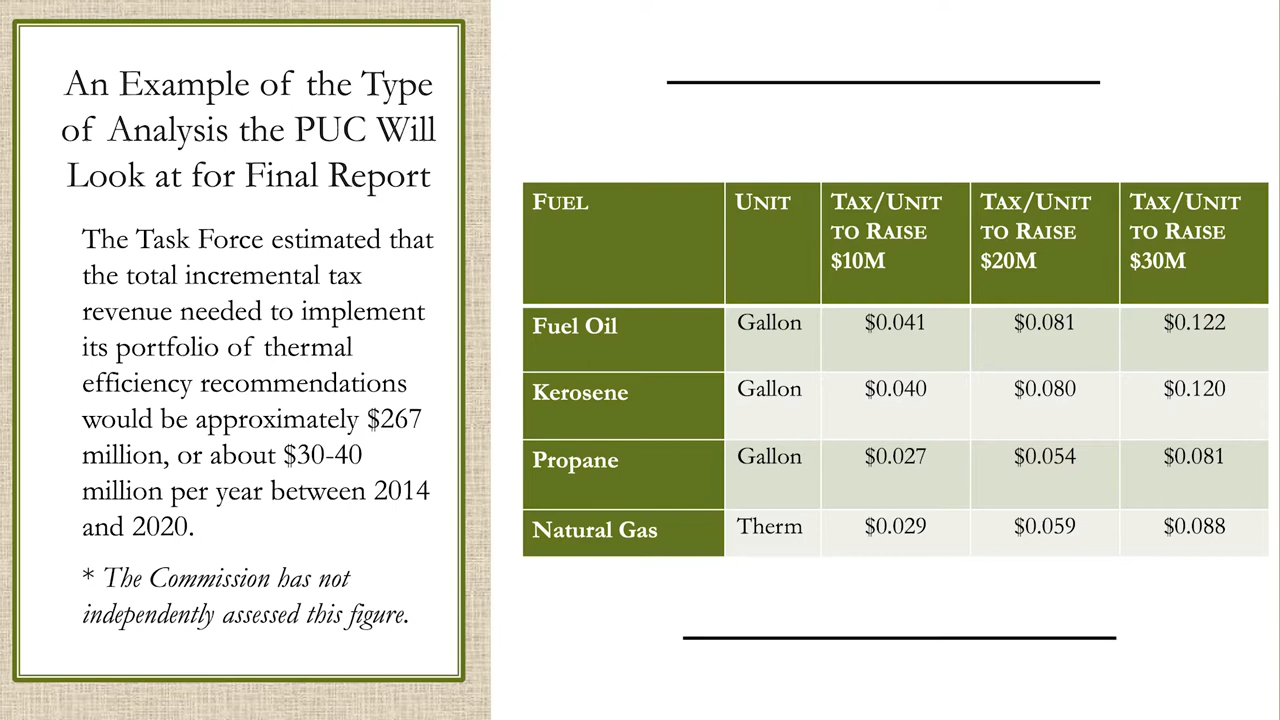 An Example of the Type
of Analysis the PUC Will
Look at for Final Report
The Task Force estimated that
the total incremental tax
revenue needed to implement
its portfolio of thermal
efficiency recommendations
would be approximately $267
million, or about $30-40
million per year between 2014
and 2020.
* The Commission has not
independently assessed this figure.
FUEL UNIT TAX/UNIT TO RAISE $10M TAX/UNIT TO RAISE $20M TAX/UNIT TO RAISE $30M
Fuel Oil Gallon $0.041 $0.081 $0.122
Kerosene Gallon $0.040 $0.080 $0.120
Propane Gallon $0.027 $0.054 $0.081
Natural Gas Therm $0.029 $0.059 $0.088